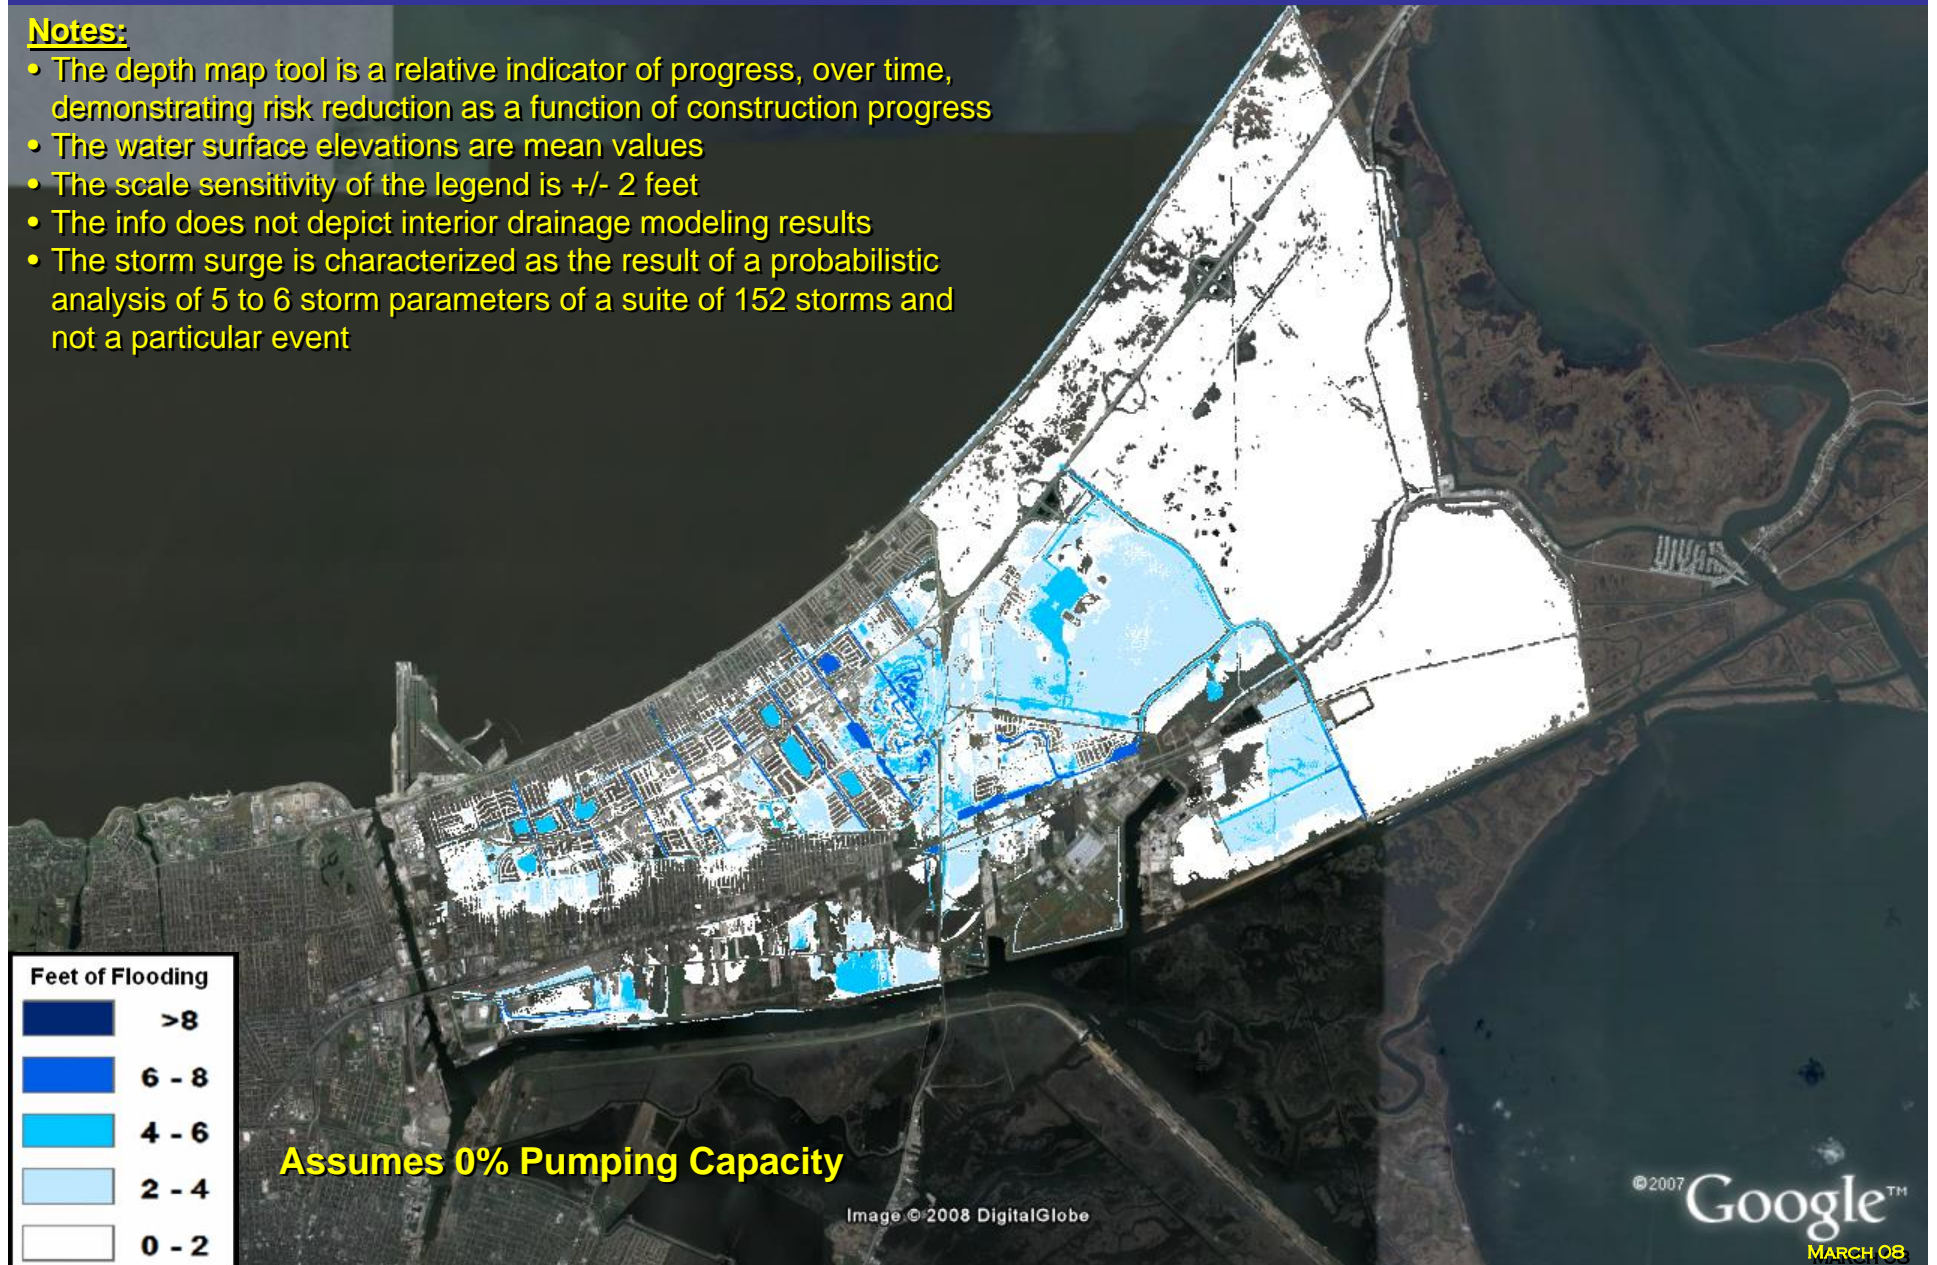 Notes:
• The depth map tool is a relative indicator of progress, over time,
demonstrating risk reduction as a function of construction progress
• The water surface elevations are mean values
• The scale sensitivity of the legend is +/- 2 feet
• The info does not depict interior drainage modeling results
• The storm surge is characterized as the result of a probabilistic
analysis of 5 to 6 storm parameters of a suite of 152 storms and
not a particular event
Feet of Flooding
>8
6 - 8
4 - 6
2 - 4
0 - 2
Assumes 0% Pumping Capacity
Image © 2008 DigitalGlobe
©2007 Google™
MARCH 08